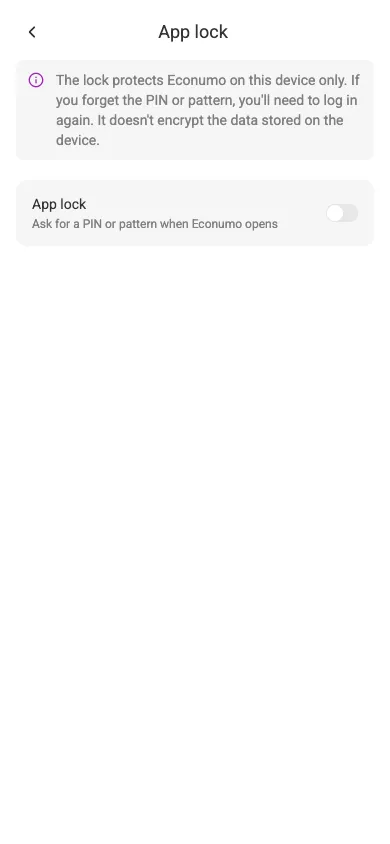 App lock
The lock protects Econumo on this device only. If
you forget the PIN or pattern, you'll need to log in
again. It doesn't encrypt the data stored on the
device.
App lock
Ask for a PIN or pattern when Econumo opens